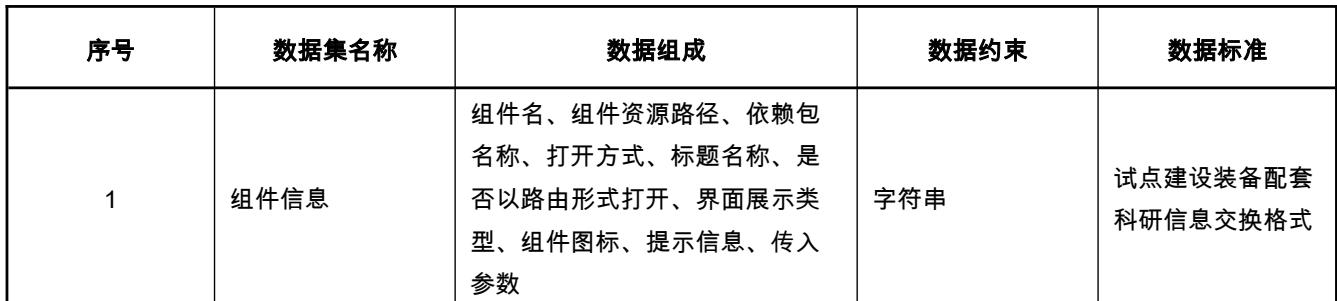 序号 数据集名称 数据组成 数据约束 数据标准
1 组件信息 组件名、组件资源路径、依赖包
名称、打开方式、标题名称、是
否以路由形式打开、界面展示类
型、组件图标、提示信息、传入
参数
字符串
试点建设装备配套
科研信息交换格式